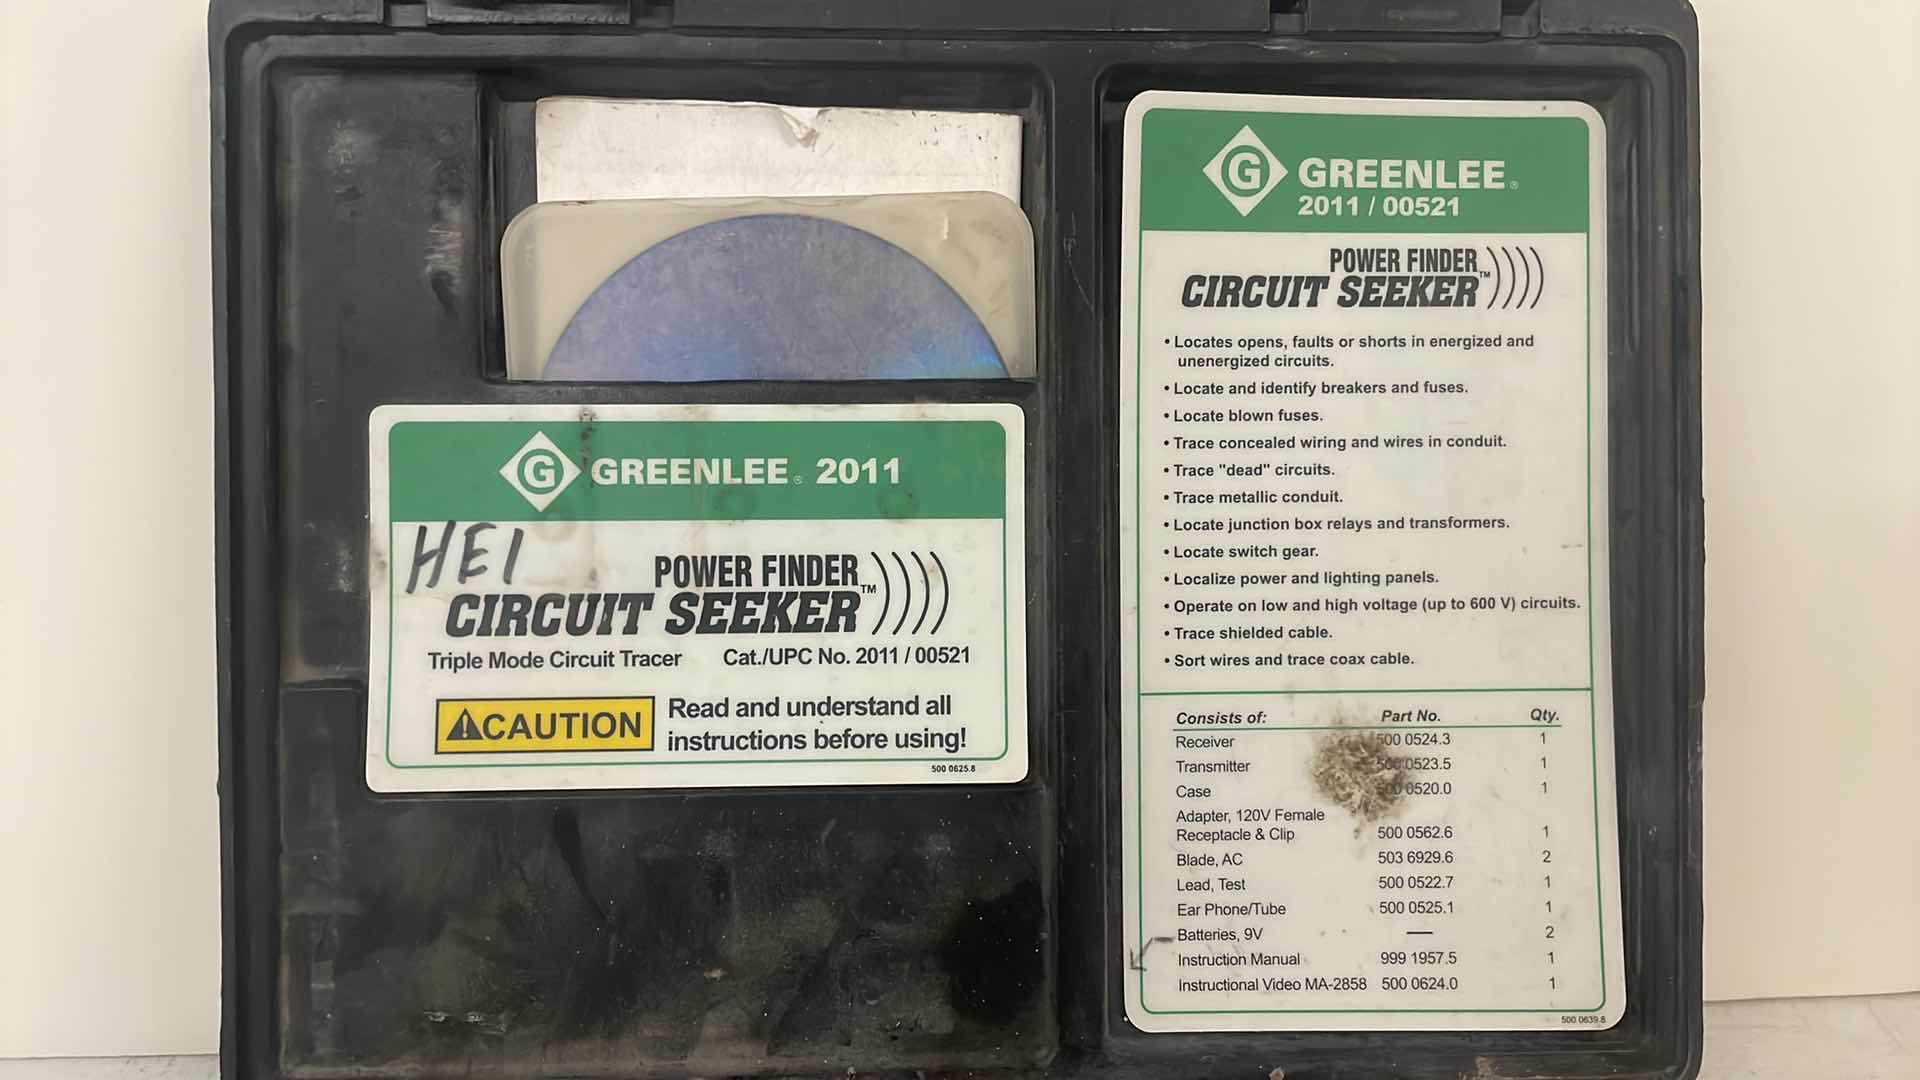 G GREENLEE® 2011
HEI
POWER FINDER
CIRCUIT SEEKER™
Triple Mode Circuit Tracer Cat./UPC No. 2011 / 00521
CAUTION
Read and understand all
instructions before using!
500 0625.8
G GREENLEE®
2011 / 00521
POWER FINDER
CIRCUIT SEEKER™
• Locates opens, faults or shorts in energized and
unenergized circuits.
• Locate and identify breakers and fuses.
• Locate blown fuses.
• Trace concealed wiring and wires in conduit.
• Trace "dead" circuits.
• Trace metallic conduit.
• Locate junction box relays and transformers.
• Locate switch gear.
• Localize power and lighting panels.
• Operate on low and high voltage (up to 600 V) circuits.
• Trace shielded cable.
• Sort wires and trace coax cable.
Consists of: Part No. Qty.
Receiver 500 0524.3 1
Transmitter 500 0523.5 1
Case 500 0520.0 1
Adapter, 120V Female
Receptacle & Clip 500 0562.6 1
Blade, AC 503 6929.6 2
Lead, Test 500 0522.7 1
Ear Phone/Tube 500 0525.1 1
Batteries, 9V — 2
Instruction Manual 999 1957.5 1
Instructional Video MA-2858 500 0624.0 1
500 0639.8